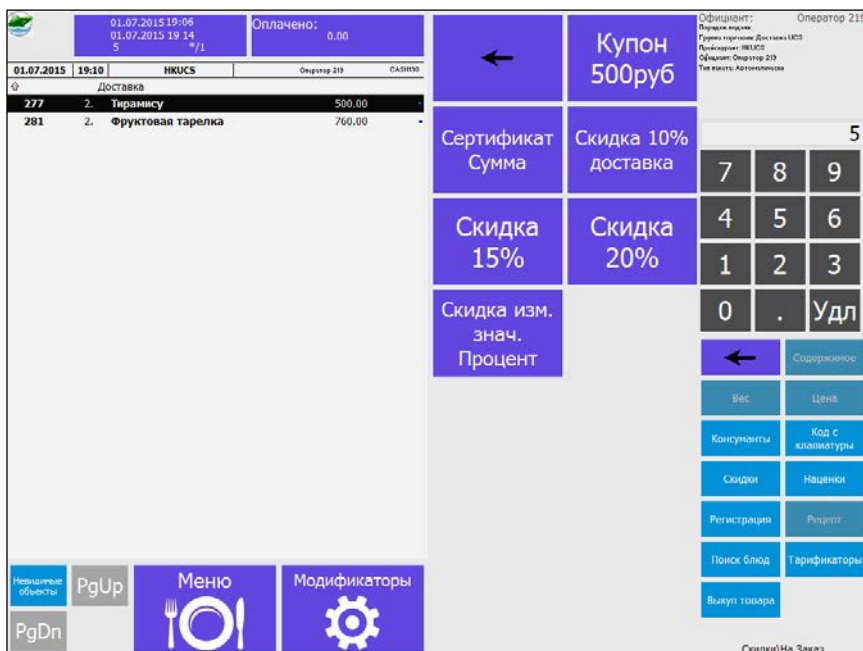 01.07.2015 19:06
01.07.2015 19 14
5 */1
Оплачено:
0.00
01.07.2015 19:10 HKUCS Оператор 219 CASH130
Доставка
277 2. Тирамису 500.00
281 2. Фруктовая тарелка 760.00
Невидимые
объекты
PgUp
PgDn
Меню
Модификаторы
Купон
500руб
Сертификат
Сумма
Скидка 10%
доставка
Скидка
15%
Скидка
20%
Скидка изм.
знач.
Процент
Официант: Оператор 219
Порядок подачи
Группа торговли: Доставка UCS
Официант: Оператор 219
5
7 8 9
4 5 6
1 2 3
0 . Удл
Содержимое
Вес
Цена
Консуманты
Код с
клавиатуры
Скидки
Наценки
Регистрация
Рецепт
Поиск блюд
Тарификаторы
Выкуп товара
Скидки\На Заказ